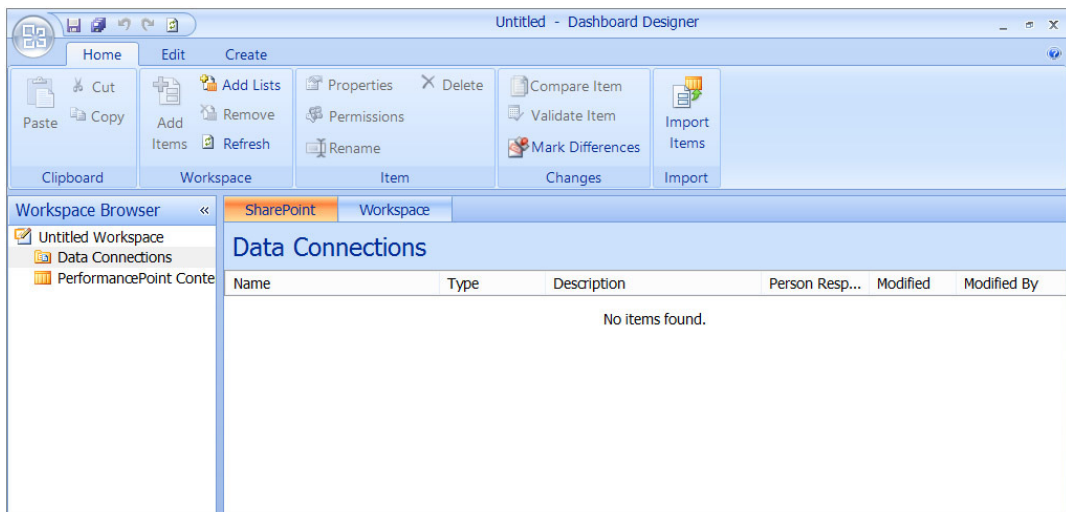 Untitled - Dashboard Designer
Home Edit Create
Cut Add Lists Properties Delete Compare Item
Paste Copy Add Items Remove Permissions Validate Item Import Items
Refresh Rename Mark Differences
Clipboard Workspace Item Changes Import
Workspace Browser « SharePoint Workspace
Untitled Workspace
Data Connections
PerformancePoint Conte
Data Connections
Name Type Description Person Resp... Modified Modified By
No items found.